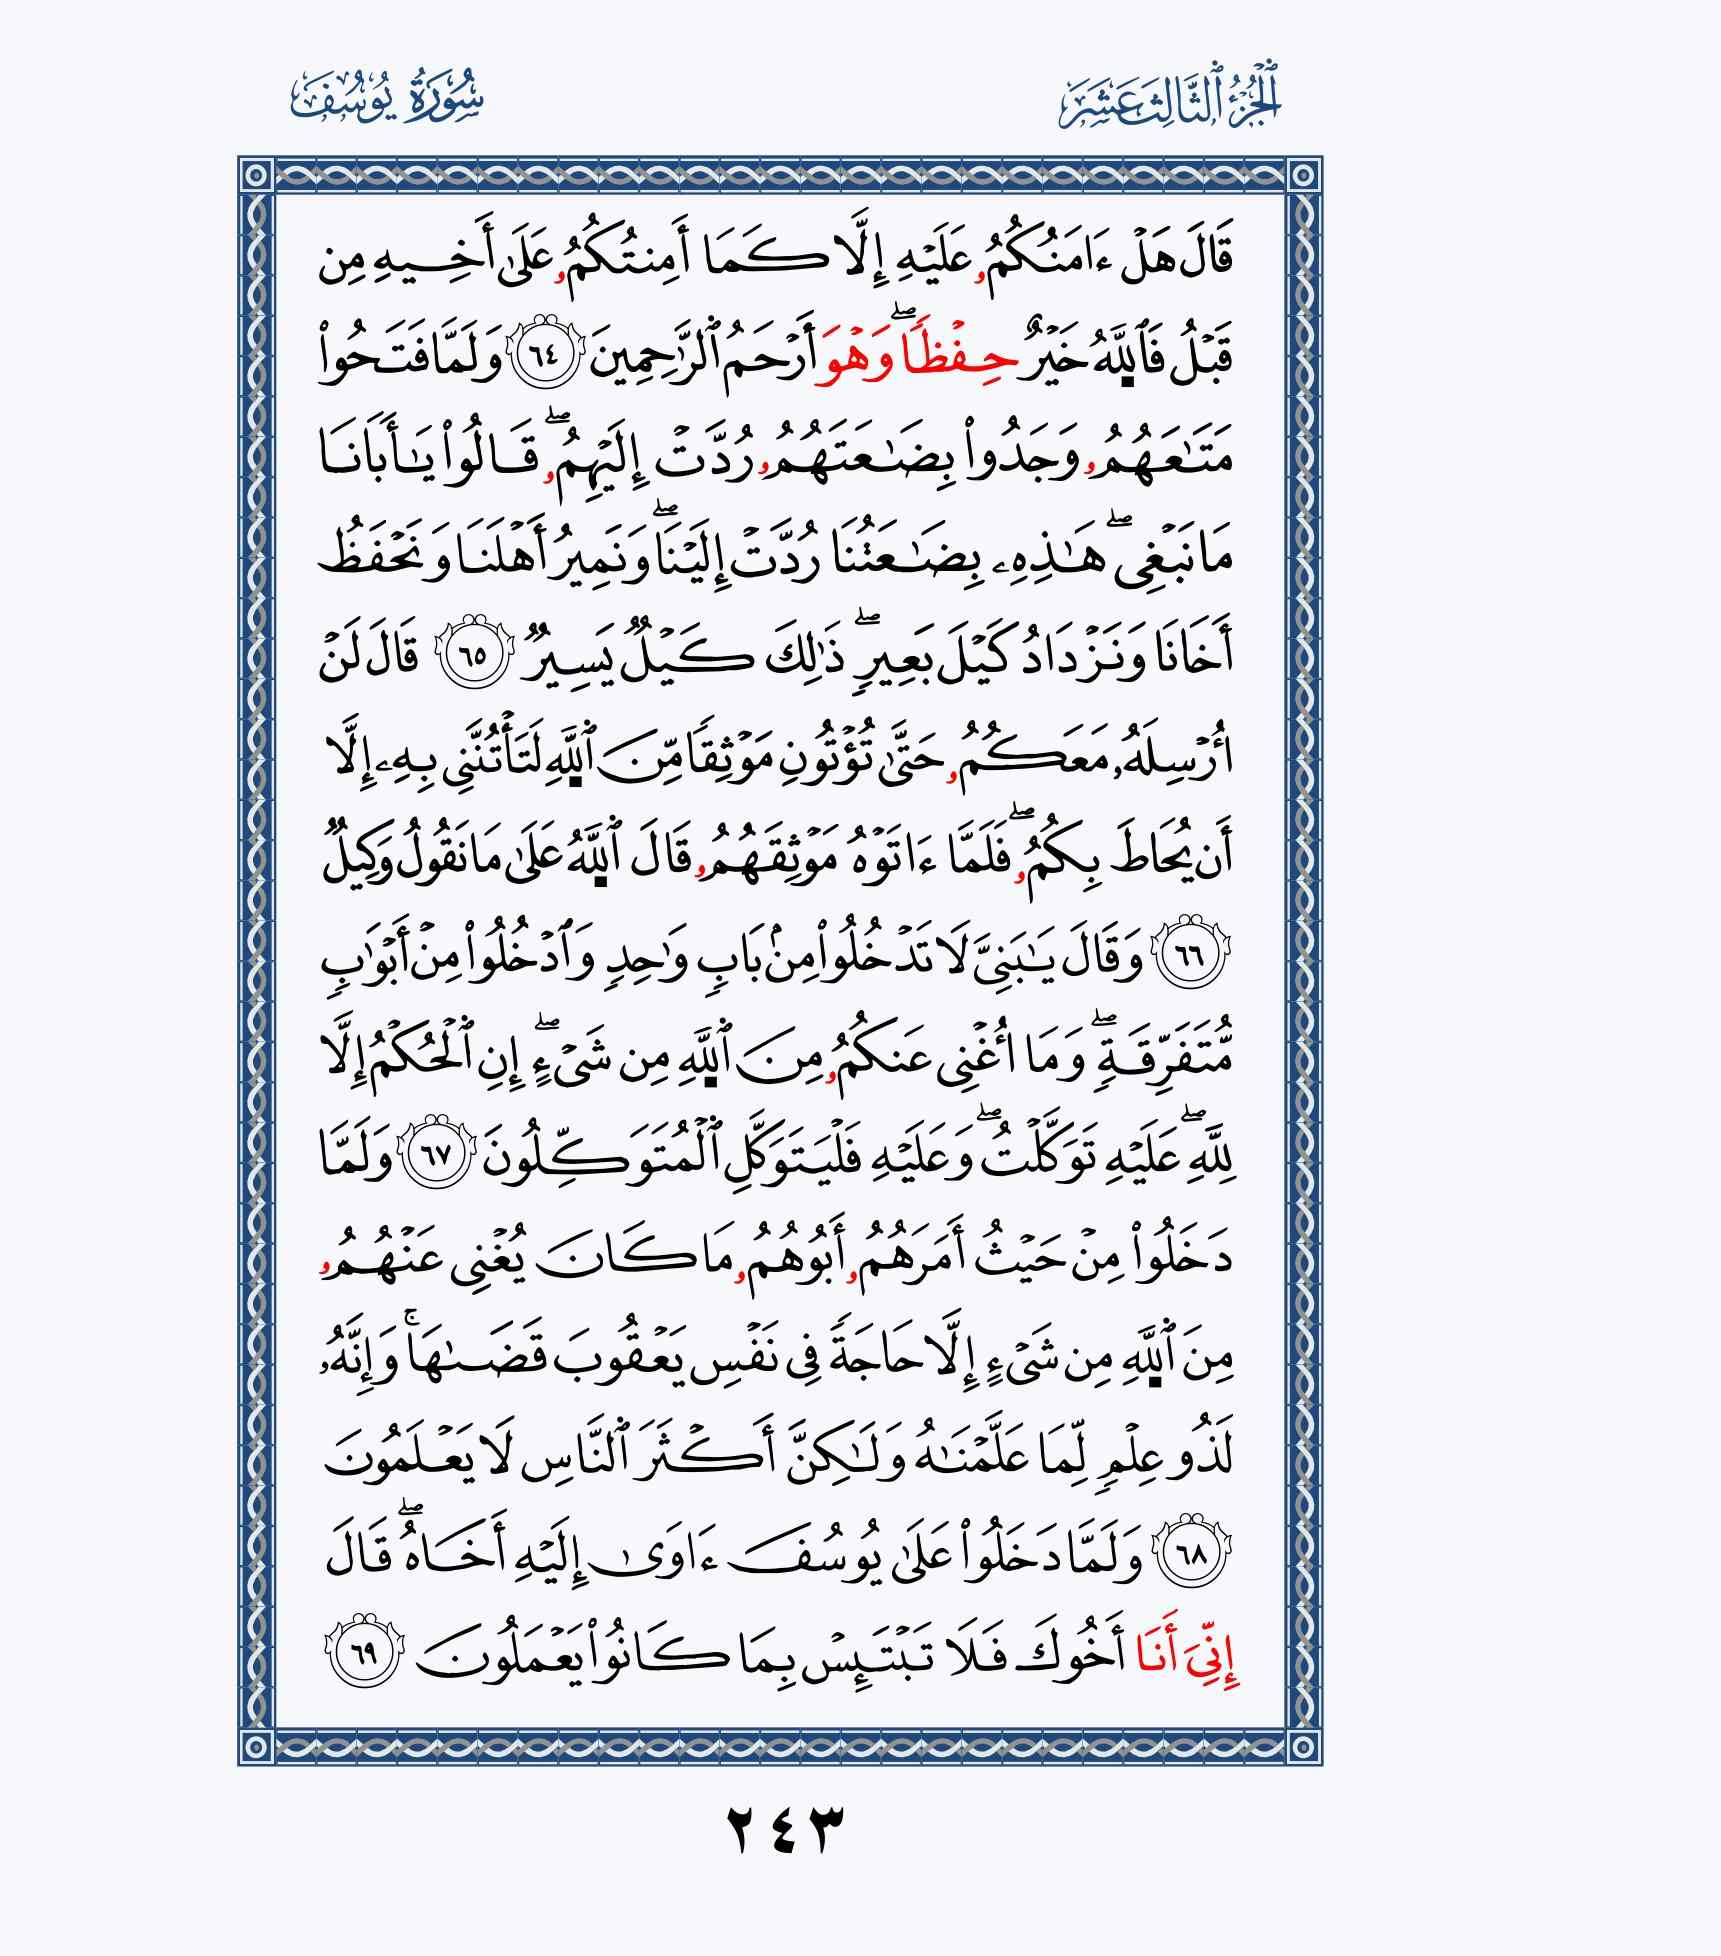 الجُزْءُ الثَّالِثَ عَشَرَ
سُورَةُ يُوسُفَ
قَالَ هَلْ ءَامَنُكُمُۥ عَلَيْهِ إِلَّا كَمَا أَمِنتُكُمُۥ عَلَىٰ أَخِيهِ مِن
قَبْلُ فَٱللَّهُ خَيْرٌ حِفْظًاۖ وَهْوَ أَرْحَمُ ٱلرَّٰحِمِينَ ٦٤ وَلَمَّا فَتَحُوا۟
مَتَٰعَهُمُۥ وَجَدُوا۟ بِضَٰعَتَهُمُۥ رُدَّتْ إِلَيْهِمُۥۖ قَالُوا۟ يَٰأَبَانَا
مَا نَبْغِىۖ هَٰذِهِۦ بِضَٰعَتُنَا رُدَّتْ إِلَيْنَاۖ وَنَمِيرُ أَهْلَنَا وَنَحْفَظُ
أَخَانَا وَنَزْدَادُ كَيْلَ بَعِيرٍۖ ذَٰلِكَ كَيْلٌ يَسِيرٌ ٦٥ قَالَ لَنْ
أُرْسِلَهُۥ مَعَكُمُۥ حَتَّىٰ تُؤْتُونِ مَوْثِقًا مِّنَ ٱللَّهِ لَتَأْتُنَّنِى بِهِۦ إِلَّا
أَن يُحَاطَ بِكُمُۥۖ فَلَمَّا ءَاتَوْهُ مَوْثِقَهُمُۥ قَالَ ٱللَّهُ عَلَىٰ مَا نَقُولُ وَكِيلٌ
٦٦ وَقَالَ يَٰبَنِىَّ لَا تَدْخُلُوا۟ مِنۢ بَابٍ وَٰحِدٍ وَٱدْخُلُوا۟ مِنْ أَبْوَٰبٍ
مُّتَفَرِّقَةٍۖ وَمَا أُغْنِى عَنكُمُۥ مِنَ ٱللَّهِ مِن شَىْءٍۖ إِنِ ٱلْحُكْمُ إِلَّا
لِلَّهِۖ عَلَيْهِ تَوَكَّلْتُۖ وَعَلَيْهِ فَلْيَتَوَكَّلِ ٱلْمُتَوَكِّلُونَ ٦٧ وَلَمَّا
دَخَلُوا۟ مِنْ حَيْثُ أَمَرَهُمُۥ أَبُوهُمُۥ مَا كَانَ يُغْنِى عَنْهُمُۥ
مِنَ ٱللَّهِ مِن شَىْءٍ إِلَّا حَاجَةً فِى نَفْسِ يَعْقُوبَ قَضَىٰهَاۚ وَإِنَّهُۥ
لَذُو عِلْمٍ لِّمَا عَلَّمْنَٰهُ وَلَٰكِنَّ أَكْثَرَ ٱلنَّاسِ لَا يَعْلَمُونَ
٦٨ وَلَمَّا دَخَلُوا۟ عَلَىٰ يُوسُفَ ءَاوَىٰ إِلَيْهِ أَخَاهُۖ قَالَ
إِنِّىَ أَنَا أَخُوكَ فَلَا تَبْتَئِسْ بِمَا كَانُوا۟ يَعْمَلُونَ ٦٩
٢٤٣